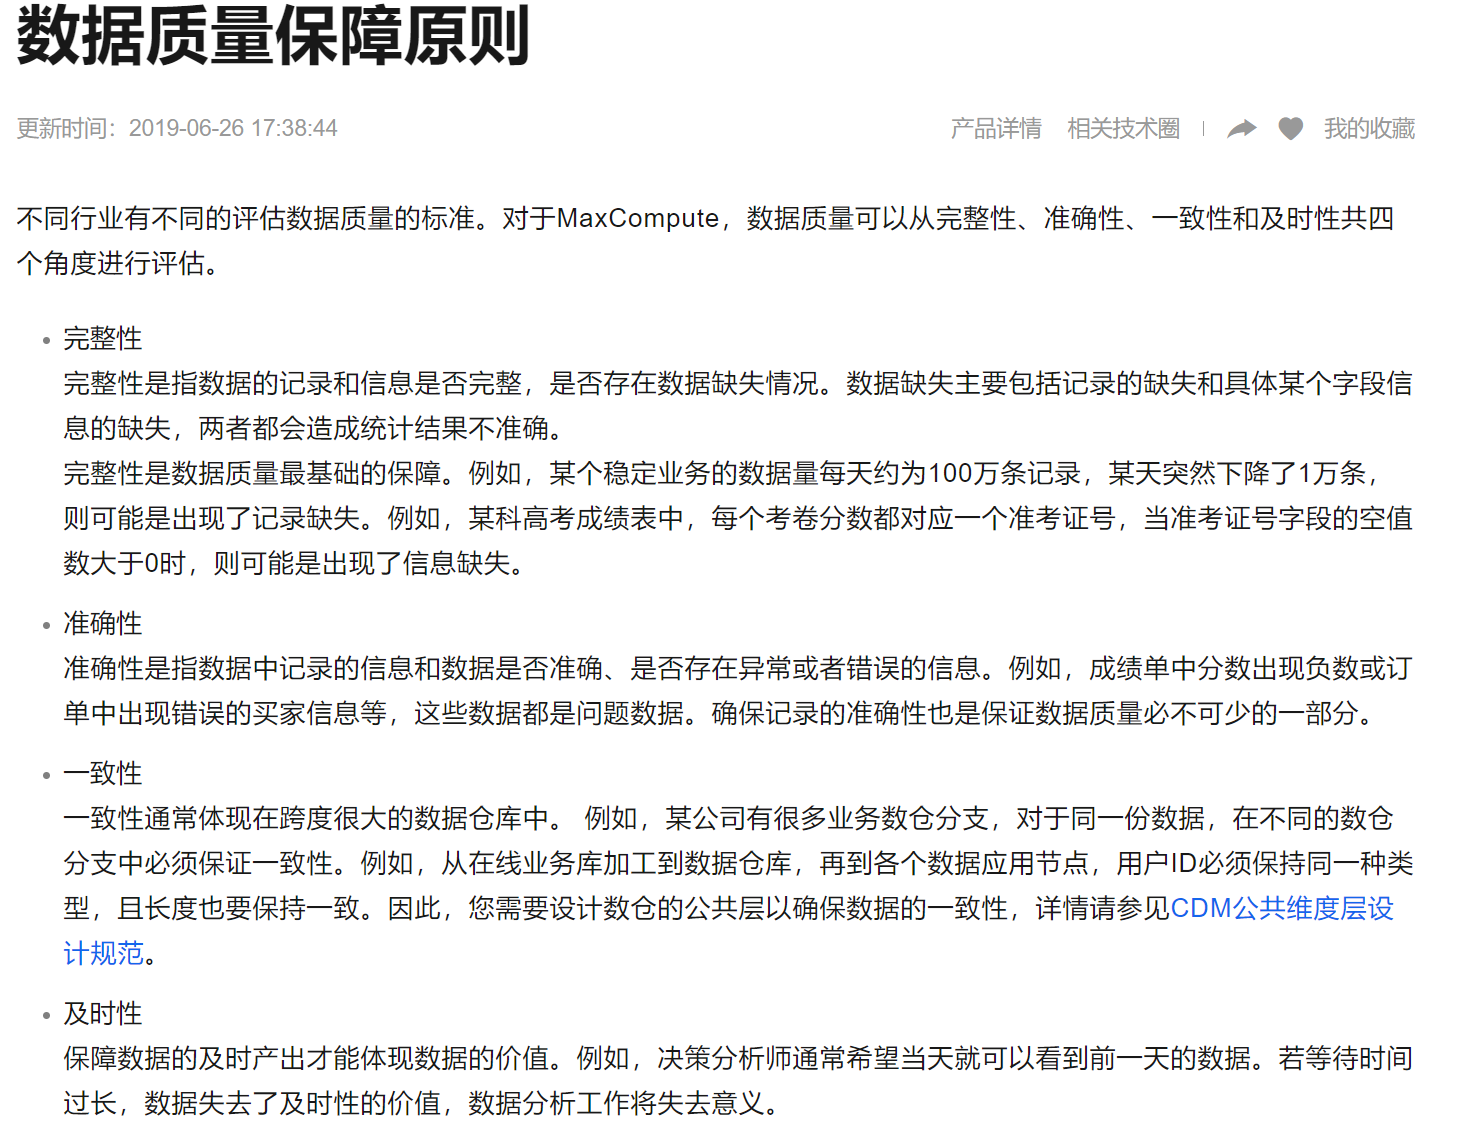 数据质量保障原则
更新时间：2019-06-26 17:38:44
产品详情 相关技术圈 我的收藏
不同行业有不同的评估数据质量的标准。对于MaxCompute，数据质量可以从完整性、准确性、一致性和及时性共四
个角度进行评估。
完整性
完整性是指数据的记录和信息是否完整，是否存在数据缺失情况。数据缺失主要包括记录的缺失和具体某个字段信
息的缺失，两者都会造成统计结果不准确。
完整性是数据质量最基础的保障。例如，某个稳定业务的数据量每天约为100万条记录，某天突然下降了1万条，
则可能是出现了记录缺失。例如，某科高考成绩表中，每个考卷分数都对应一个准考证号，当准考证号字段的空值
数大于0时，则可能是出现了信息缺失。
准确性
准确性是指数据中记录的信息和数据是否准确、是否存在异常或者错误的信息。例如，成绩单中分数出现负数或订
单中出现错误的买家信息等，这些数据都是问题数据。确保记录的准确性也是保证数据质量必不可少的一部分。
一致性
一致性通常体现在跨度很大的数据仓库中。 例如，某公司有很多业务数仓分支，对于同一份数据，在不同的数仓
分支中必须保证一致性。例如，从在线业务库加工到数据仓库，再到各个数据应用节点，用户ID必须保持同一种类
型，且长度也要保持一致。因此，您需要设计数仓的公共层以确保数据的一致性，详情请参见CDM公共维度层设
计规范。
及时性
保障数据的及时产出才能体现数据的价值。例如，决策分析师通常希望当天就可以看到前一天的数据。若等待时间
过长，数据失去了及时性的价值，数据分析工作将失去意义。